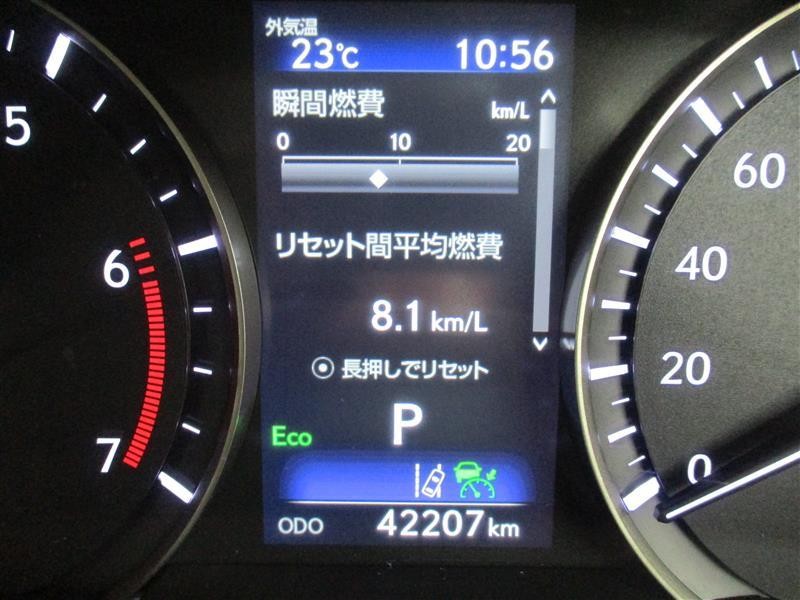 外気温
23℃ 10:56
瞬間燃費 km/L
0 10 20
リセット間平均燃費
8.1 km/L
長押しでリセット
P
Eco
ODO 42207 km
5
6
7
60
40
20
0